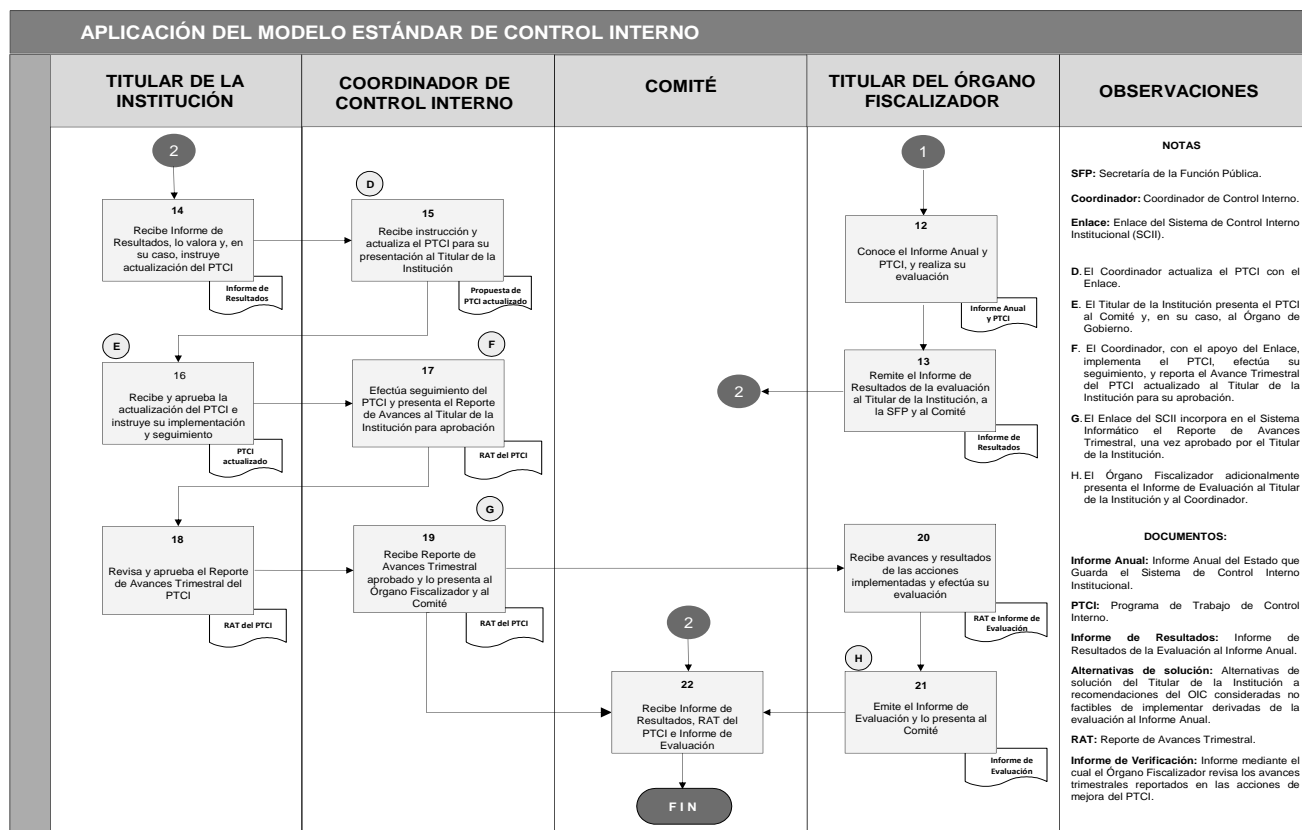 APLICACIÓN DEL MODELO ESTÁNDAR DE CONTROL INTERNO
TITULAR DE LA
INSTITUCIÓN
COORDINADOR DE
CONTROL INTERNO
COMITÉ
TITULAR DEL ÓRGANO
FISCALIZADOR
OBSERVACIONES
2
14
Recibe Informe de
Resultados, lo valora y, en
su caso, instruye
actualización del PTCI
Informe de
Resultados
D
15
Recibe instrucción y
actualiza el PTCI para su
presentación al Titular de la
Institución
Propuesta de
PTCI actualizado
1
12
Conoce el Informe Anual y
PTCI, y realiza su
evaluación
Informe Anual
y PTCI
E
16
Recibe y aprueba la
actualización del PTCI e
instruye su implementación
y seguimiento
PTCI
actualizado
F
17
Efectúa seguimiento del
PTCI y presenta el Reporte
de Avances al Titular de la
Institución para aprobación
RAT del PTCI
2
13
Remite el Informe de
Resultados de la evaluación
al Titular de la Institución, a
la SFP y al Comité
Informe de
Resultados
18
Revisa y aprueba el Reporte
de Avances Trimestral del
PTCI
RAT del PTCI
G
19
Recibe Reporte de
Avances Trimestral
aprobado y lo presenta al
Órgano Fiscalizador y al
Comité
RAT del PTCI
20
Recibe avances y resultados
de las acciones
implementadas y efectúa su
evaluación
RAT e Informe de
Evaluación
2
22
Recibe Informe de
Resultados, RAT del
PTCI e Informe de
Evaluación
H
21
Emite el Informe de
Evaluación y lo presenta al
Comité
Informe de
Evaluación
FIN
NOTAS
SFP: Secretaría de la Función Pública.
Coordinador: Coordinador de Control Interno.
Enlace: Enlace del Sistema de Control Interno
Institucional (SCII).
D. El Coordinador actualiza el PTCI con el
Enlace.
E. El Titular de la Institución presenta el PTCI
al Comité y, en su caso, al Órgano de
Gobierno.
F. El Coordinador, con el apoyo del Enlace,
implementa el PTCI, efectúa su
seguimiento, y reporta el Avance Trimestral
del PTCI actualizado al Titular de la
Institución para su aprobación.
G. El Enlace del SCII incorpora en el Sistema
Informático el Reporte de Avances
Trimestral, una vez aprobado por el Titular
de la Institución.
H. El Órgano Fiscalizador adicionalmente
presenta el Informe de Evaluación al Titular
de la Institución y al Coordinador.
DOCUMENTOS:
Informe Anual: Informe Anual del Estado que
Guarda el Sistema de Control Interno
Institucional.
PTCI: Programa de Trabajo de Control
Interno.
Informe de Resultados: Informe de
Resultados de la Evaluación al Informe Anual.
Alternativas de solución: Alternativas de
solución del Titular de la Institución a
recomendaciones del OIC consideradas no
factibles de implementar derivadas de la
evaluación al Informe Anual.
RAT: Reporte de Avances Trimestral.
Informe de Verificación: Informe mediante el
cual el Órgano Fiscalizador revisa los avances
trimestrales reportados en las acciones de
mejora del PTCI.